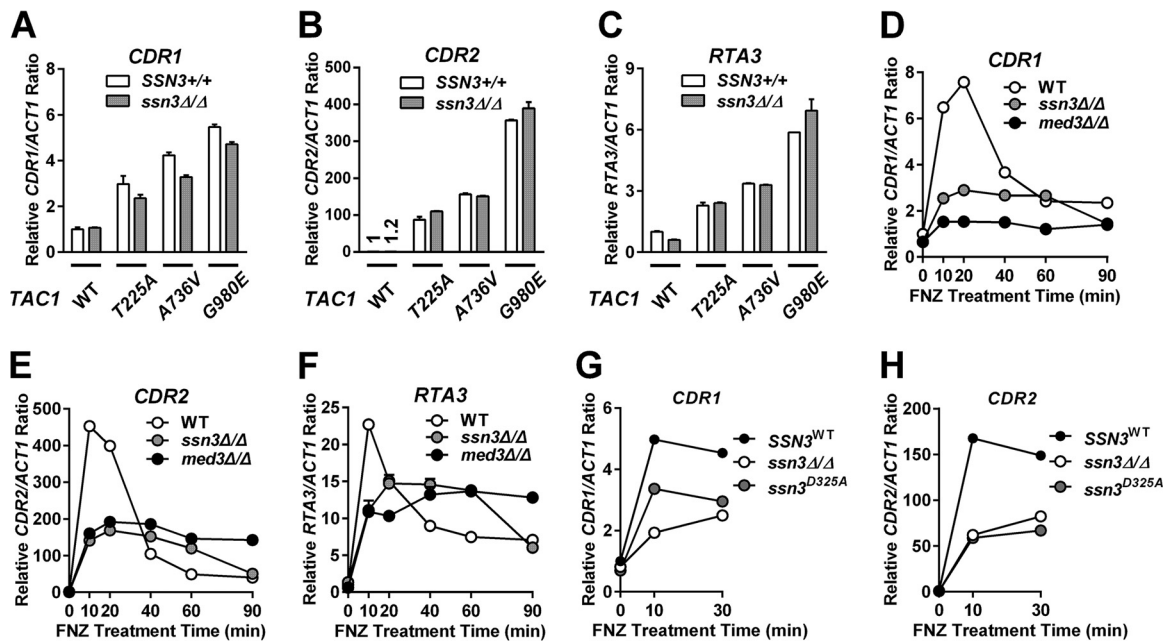 A
CDR1
Relative CDR1/ACT1 Ratio
8
6
4
2
0
SSN3+/+
ssn3Δ/Δ
TAC1
WT
T225A
A736V
G980E
B
CDR2
Relative CDR2/ACT1 Ratio
500
400
300
200
100
0
SSN3+/+
ssn3Δ/Δ
1
1.2
TAC1
WT
T225A
A736V
G980E
C
RTA3
Relative RTA3/ACT1 Ratio
9
6
3
0
SSN3+/+
ssn3Δ/Δ
TAC1
WT
T225A
A736V
G980E
D
CDR1
Relative CDR1/ACT1 Ratio
8
6
4
2
0
WT
ssn3Δ/Δ
med3Δ/Δ
0 10 20 40 60 90
FNZ Treatment Time (min)
E
CDR2
Relative CDR2/ACT1 Ratio
500
400
300
200
100
0
WT
ssn3Δ/Δ
med3Δ/Δ
0 10 20 40 60 90
FNZ Treatment Time (min)
F
RTA3
Relative RTA3/ACT1 Ratio
25
20
15
10
5
0
WT
ssn3Δ/Δ
med3Δ/Δ
0 10 20 40 60 90
FNZ Treatment Time (min)
G
CDR1
Relative CDR1/ACT1 Ratio
6
4
2
0
SSN3WT
ssn3Δ/Δ
ssn3D325A
0 10 30
FNZ Treatment Time (min)
H
CDR2
Relative CDR2/ACT1 Ratio
200
150
100
50
0
SSN3WT
ssn3Δ/Δ
ssn3D325A
0 10 30
FNZ Treatment Time (min)